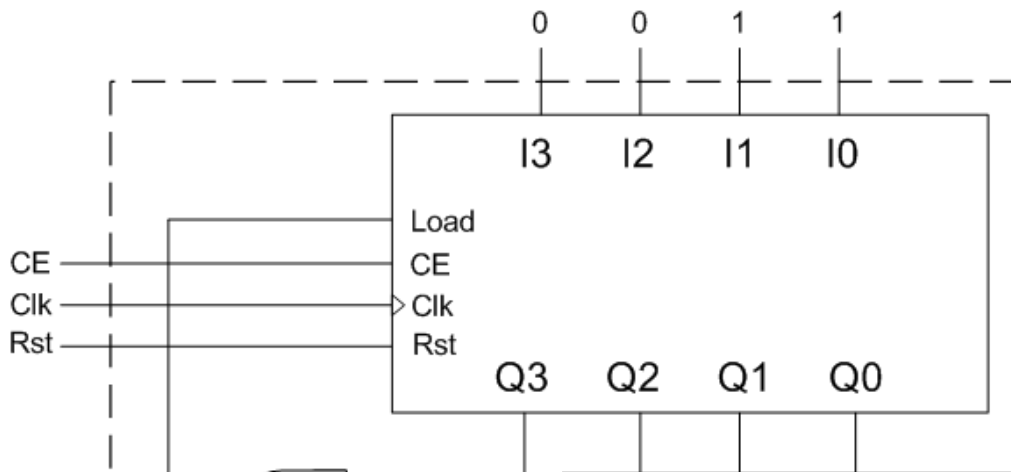 0 0 1 1
I3 I2 I1 I0
Load
CE CE
Clk Clk
Rst Rst
Q3 Q2 Q1 Q0